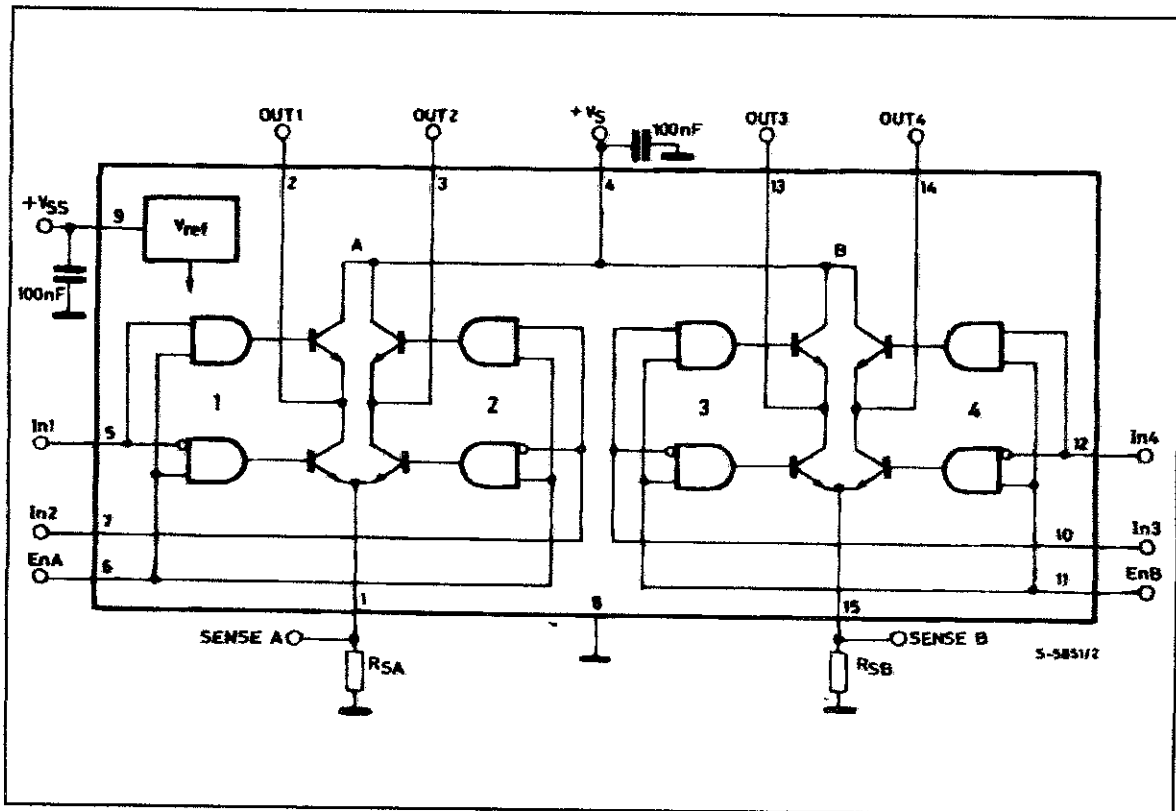 OUT1
OUT2
+VS
100nF
OUT3
OUT4
2
3
4
13
14
+VSS
9
Vref
100nF
A
B
1
2
3
4
In1
5
12
In4
In2
7
10
In3
EnA
6
11
EnB
1
8
15
SENSE A
SENSE B
RSA
RSB
S-5851/2